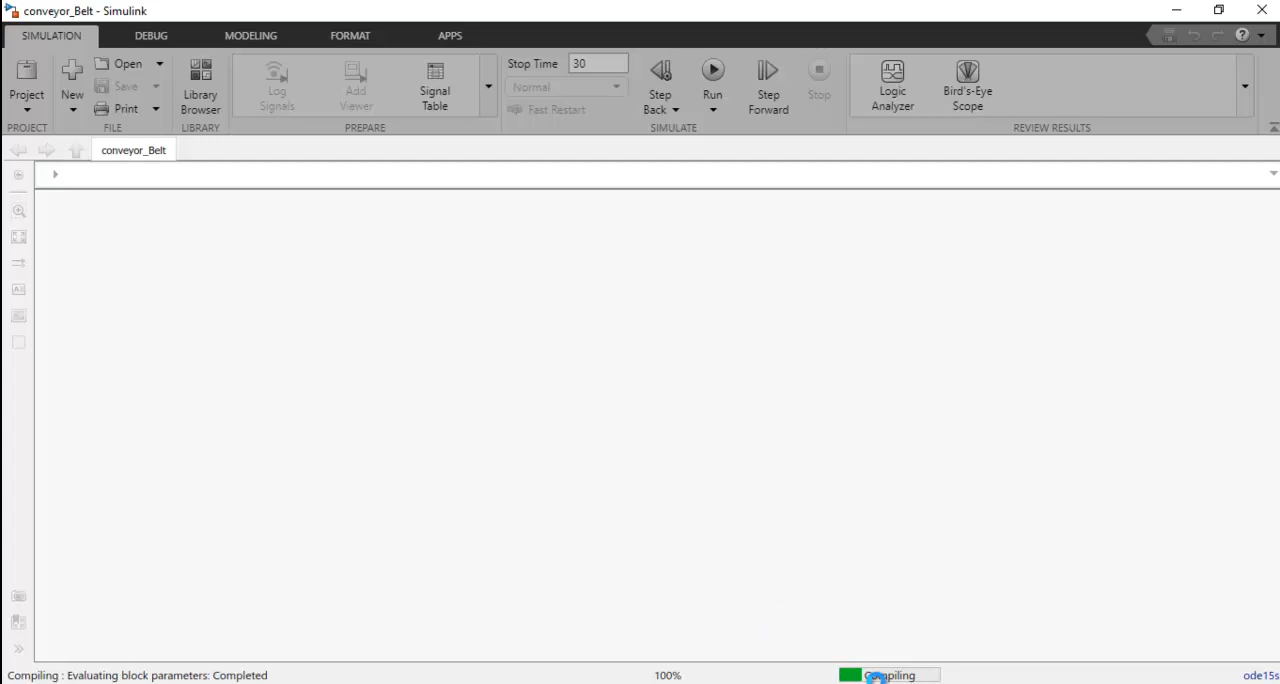 conveyor_Belt - Simulink
SIMULATION DEBUG MODELING FORMAT APPS
Project
New
Open
Save
Print
Library
Browser
Log
Signals
Add
Viewer
Signal
Table
Stop Time 30
Normal
Fast Restart
Step
Back
Run
Step
Forward
Stop
Logic
Analyzer
Bird's-Eye
Scope
PROJECT FILE LIBRARY PREPARE SIMULATE REVIEW RESULTS
conveyor_Belt
Compiling : Evaluating block parameters: Completed 100% Compiling ode15s